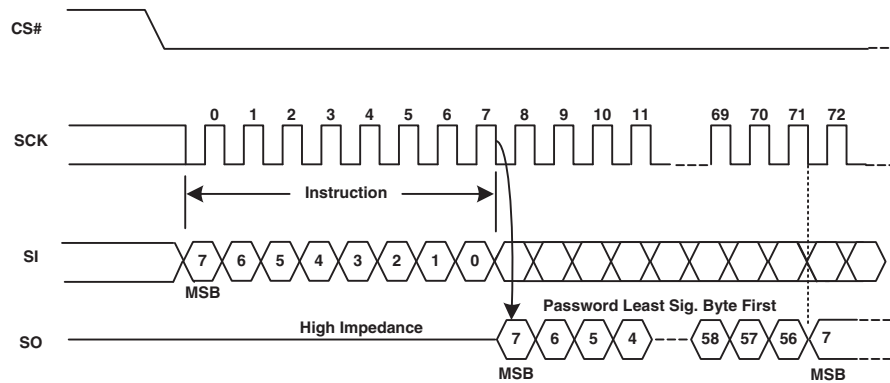 CS#
0 1 2 3 4 5 6 7 8 9 10 11 69 70 71 72
SCK
Instruction
SI 7 6 5 4 3 2 1 0
MSB
Password Least Sig. Byte First
High Impedance
SO 7 6 5 4 58 57 56 7
MSB MSB